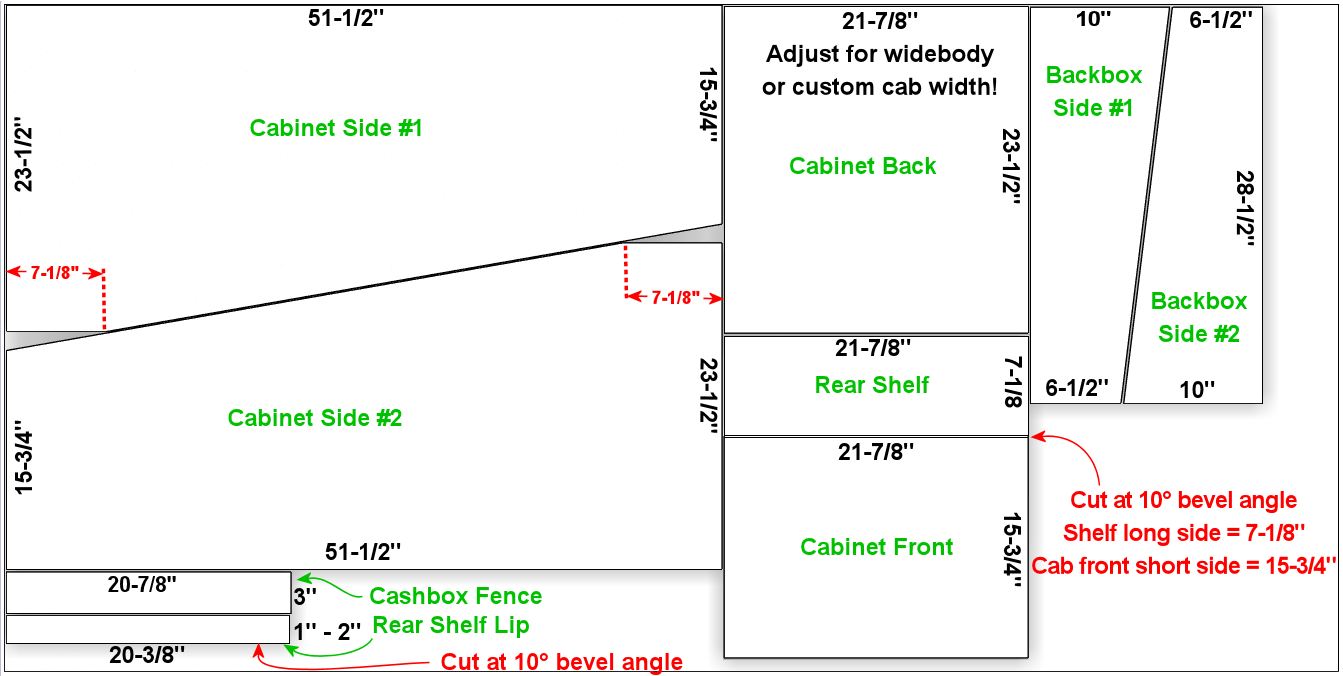 51-1/2"
23-1/2"
Cabinet Side #1
15-3/4"
7-1/8"
7-1/8"
Cabinet Side #2
15-3/4"
23-1/2"
51-1/2"
20-7/8"
3"
Cashbox Fence
1" - 2"
Rear Shelf Lip
20-3/8"
Cut at 10° bevel angle
21-7/8"
Adjust for widebody
or custom cab width!
Cabinet Back
23-1/2"
21-7/8"
Rear Shelf
7-1/8
21-7/8"
Cabinet Front
15-3/4"
10"
Backbox
Side #1
6-1/2"
6-1/2"
28-1/2"
Backbox
Side #2
10"
Cut at 10° bevel angle
Shelf long side = 7-1/8"
Cab front short side = 15-3/4"